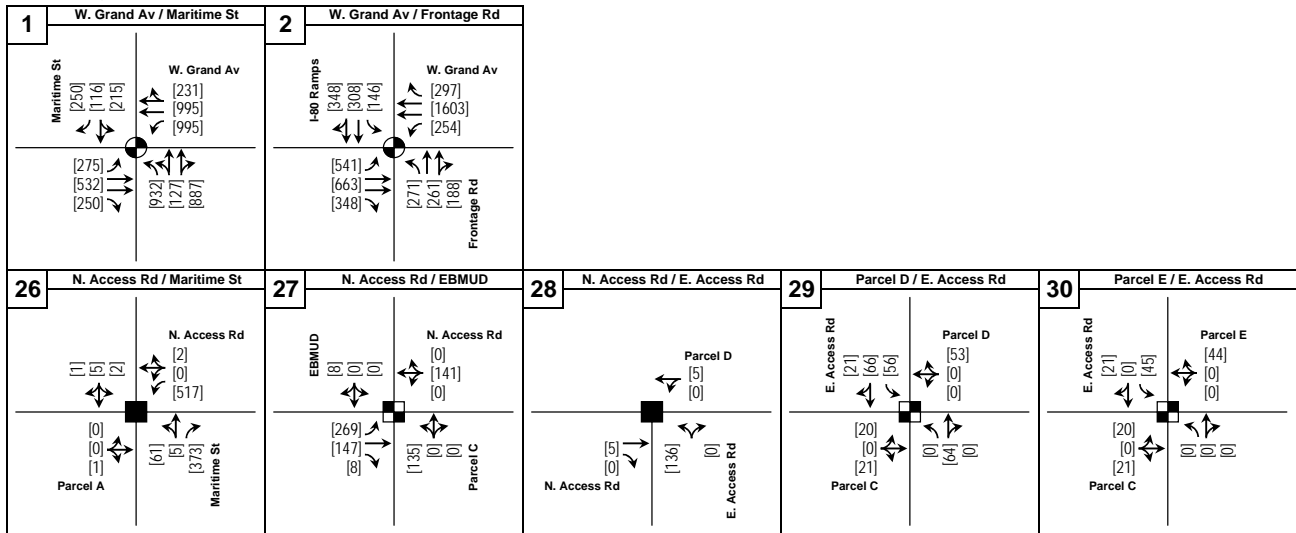 1 W. Grand Av / Maritime St
Maritime St
[250]
[116]
[215]
W. Grand Av
[231]
[995]
[995]
[275]
[532]
[250]
[932]
[127]
[887]
2 W. Grand Av / Frontage Rd
I-80 Ramps
[348]
[308]
[146]
W. Grand Av
[297]
[1603]
[254]
[541]
[663]
[348]
[271]
[261]
[188]
Frontage Rd
26 N. Access Rd / Maritime St
[1]
[5]
[2]
N. Access Rd
[2]
[0]
[517]
[0]
[0]
[1]
Parcel A
[61]
[5]
[373]
Maritime St
27 N. Access Rd / EBMUD
EBMUD
[8]
[0]
[0]
N. Access Rd
[0]
[141]
[0]
[269]
[147]
[8]
[135]
[0]
[0]
Parcel C
28 N. Access Rd / E. Access Rd
Parcel D
[5]
[0]
[5]
[0]
N. Access Rd
[136]
[0]
E. Access Rd
29 Parcel D / E. Access Rd
E. Access Rd
[21]
[66]
[56]
Parcel D
[53]
[0]
[0]
[20]
[0]
[21]
Parcel C
[0]
[64]
[0]
30 Parcel E / E. Access Rd
E. Access Rd
[21]
[0]
[45]
Parcel E
[44]
[0]
[0]
[20]
[0]
[21]
Parcel C
[0]
[0]
[0]